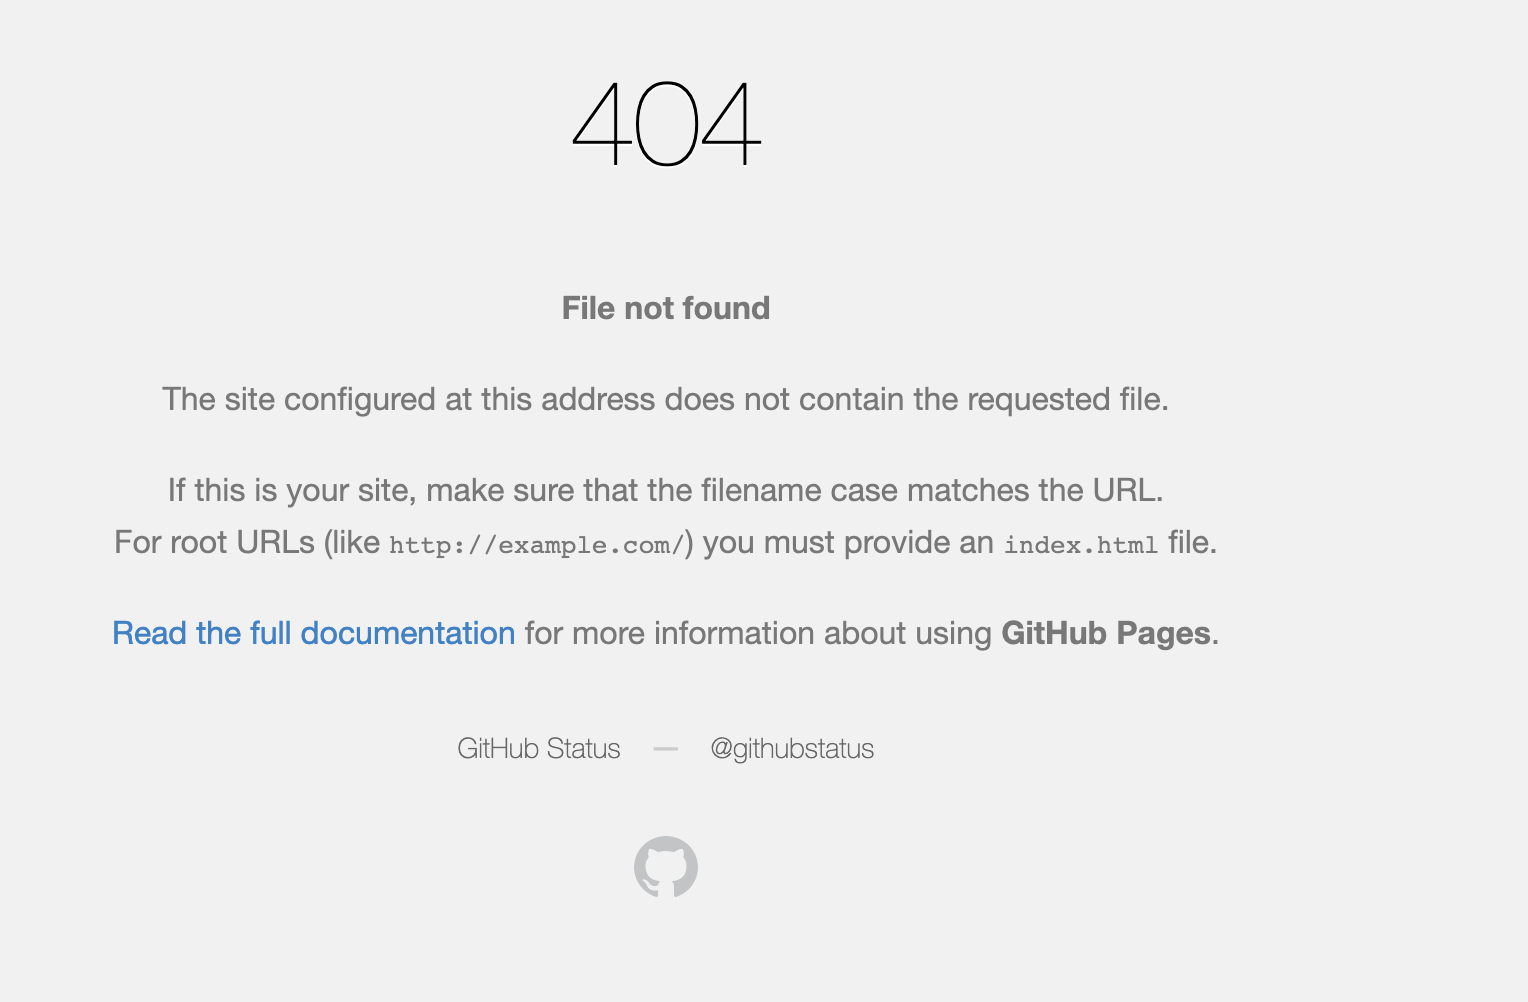 404
File not found
The site configured at this address does not contain the requested file.
If this is your site, make sure that the filename case matches the URL.
For root URLs (like http://example.com/) you must provide an index.html file.
Read the full documentation for more information about using GitHub Pages.
GitHub Status — @githubstatus